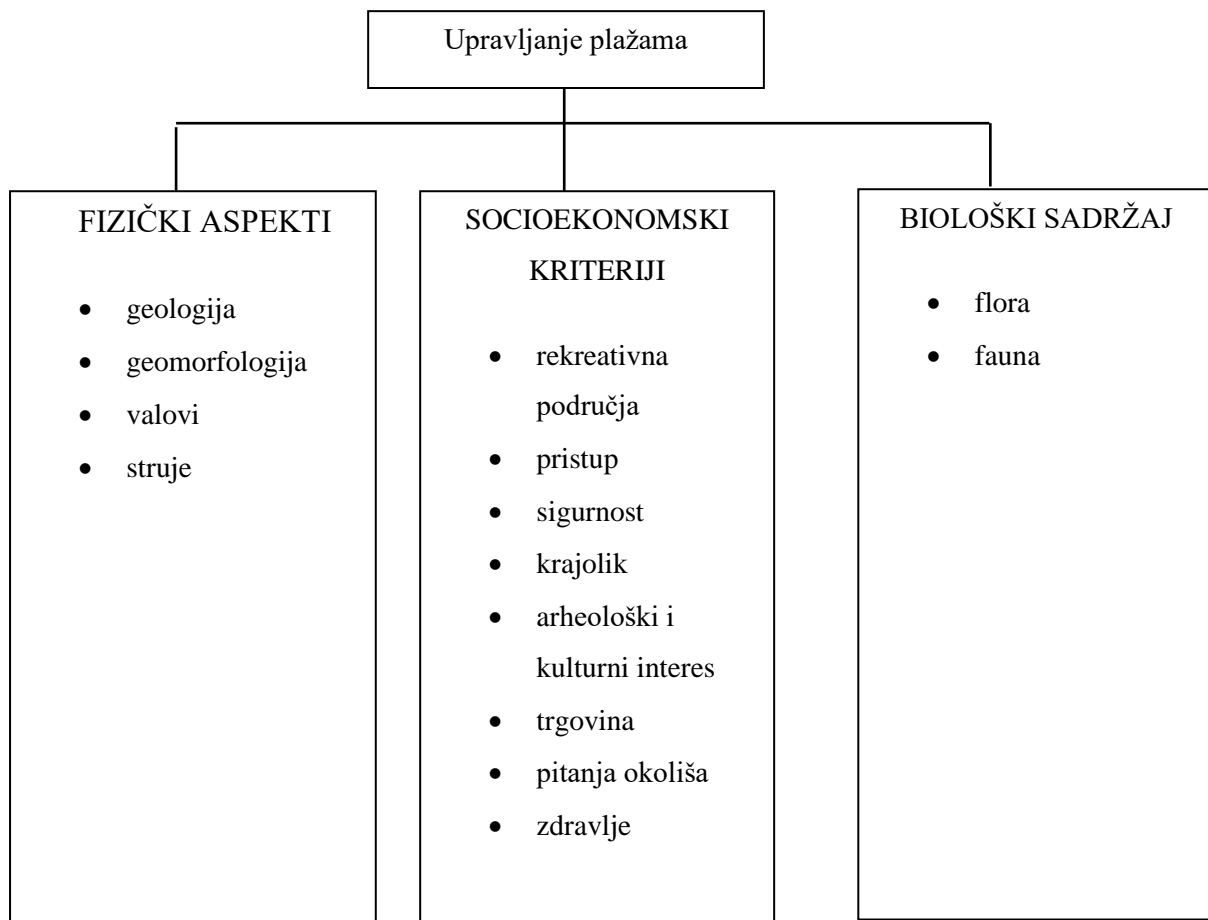 Upravljanje plažama
FIZIČKI ASPEKTI
• geologija
• geomorfologija
• valovi
• struje
SOCIOEKONOMSKI
KRITERIJI
• rekreativna
područja
• pristup
• sigurnost
• krajolik
• arheološki i
kulturni interes
• trgovina
• pitanja okoliša
• zdravlje
BIOLOŠKI SADRŽAJ
• flora
• fauna